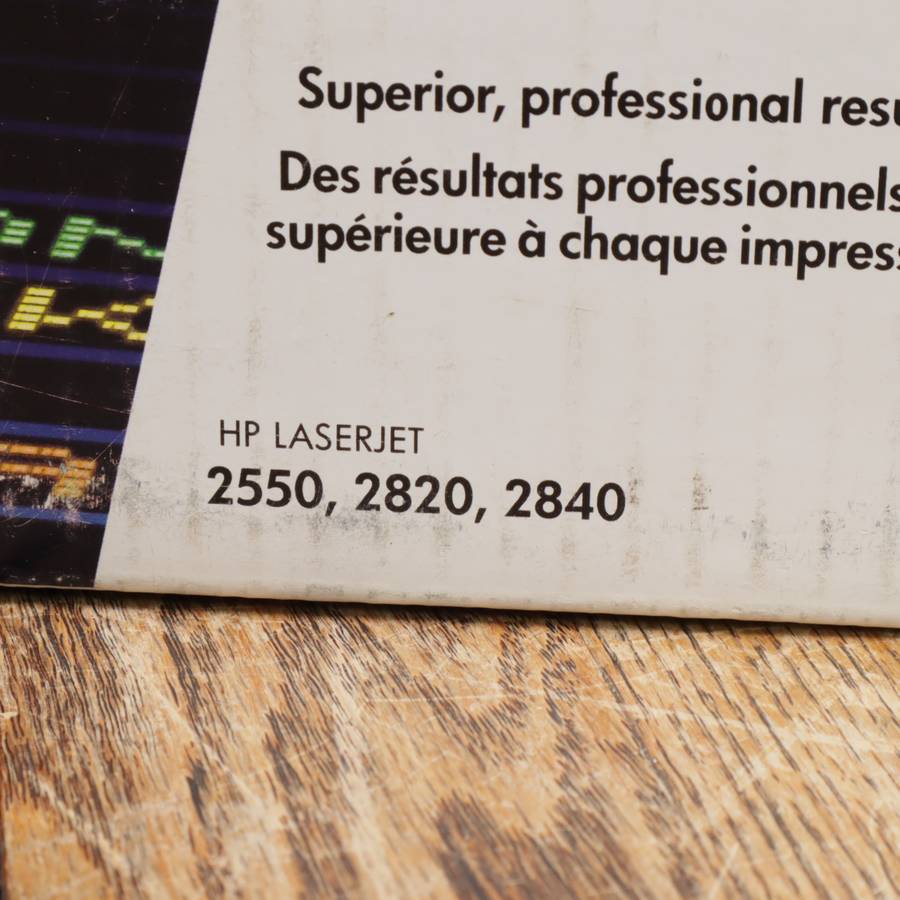 Superior, professional resu
Des résultats professionnels
supérieure à chaque impress
HP LASERJET
2550, 2820, 2840